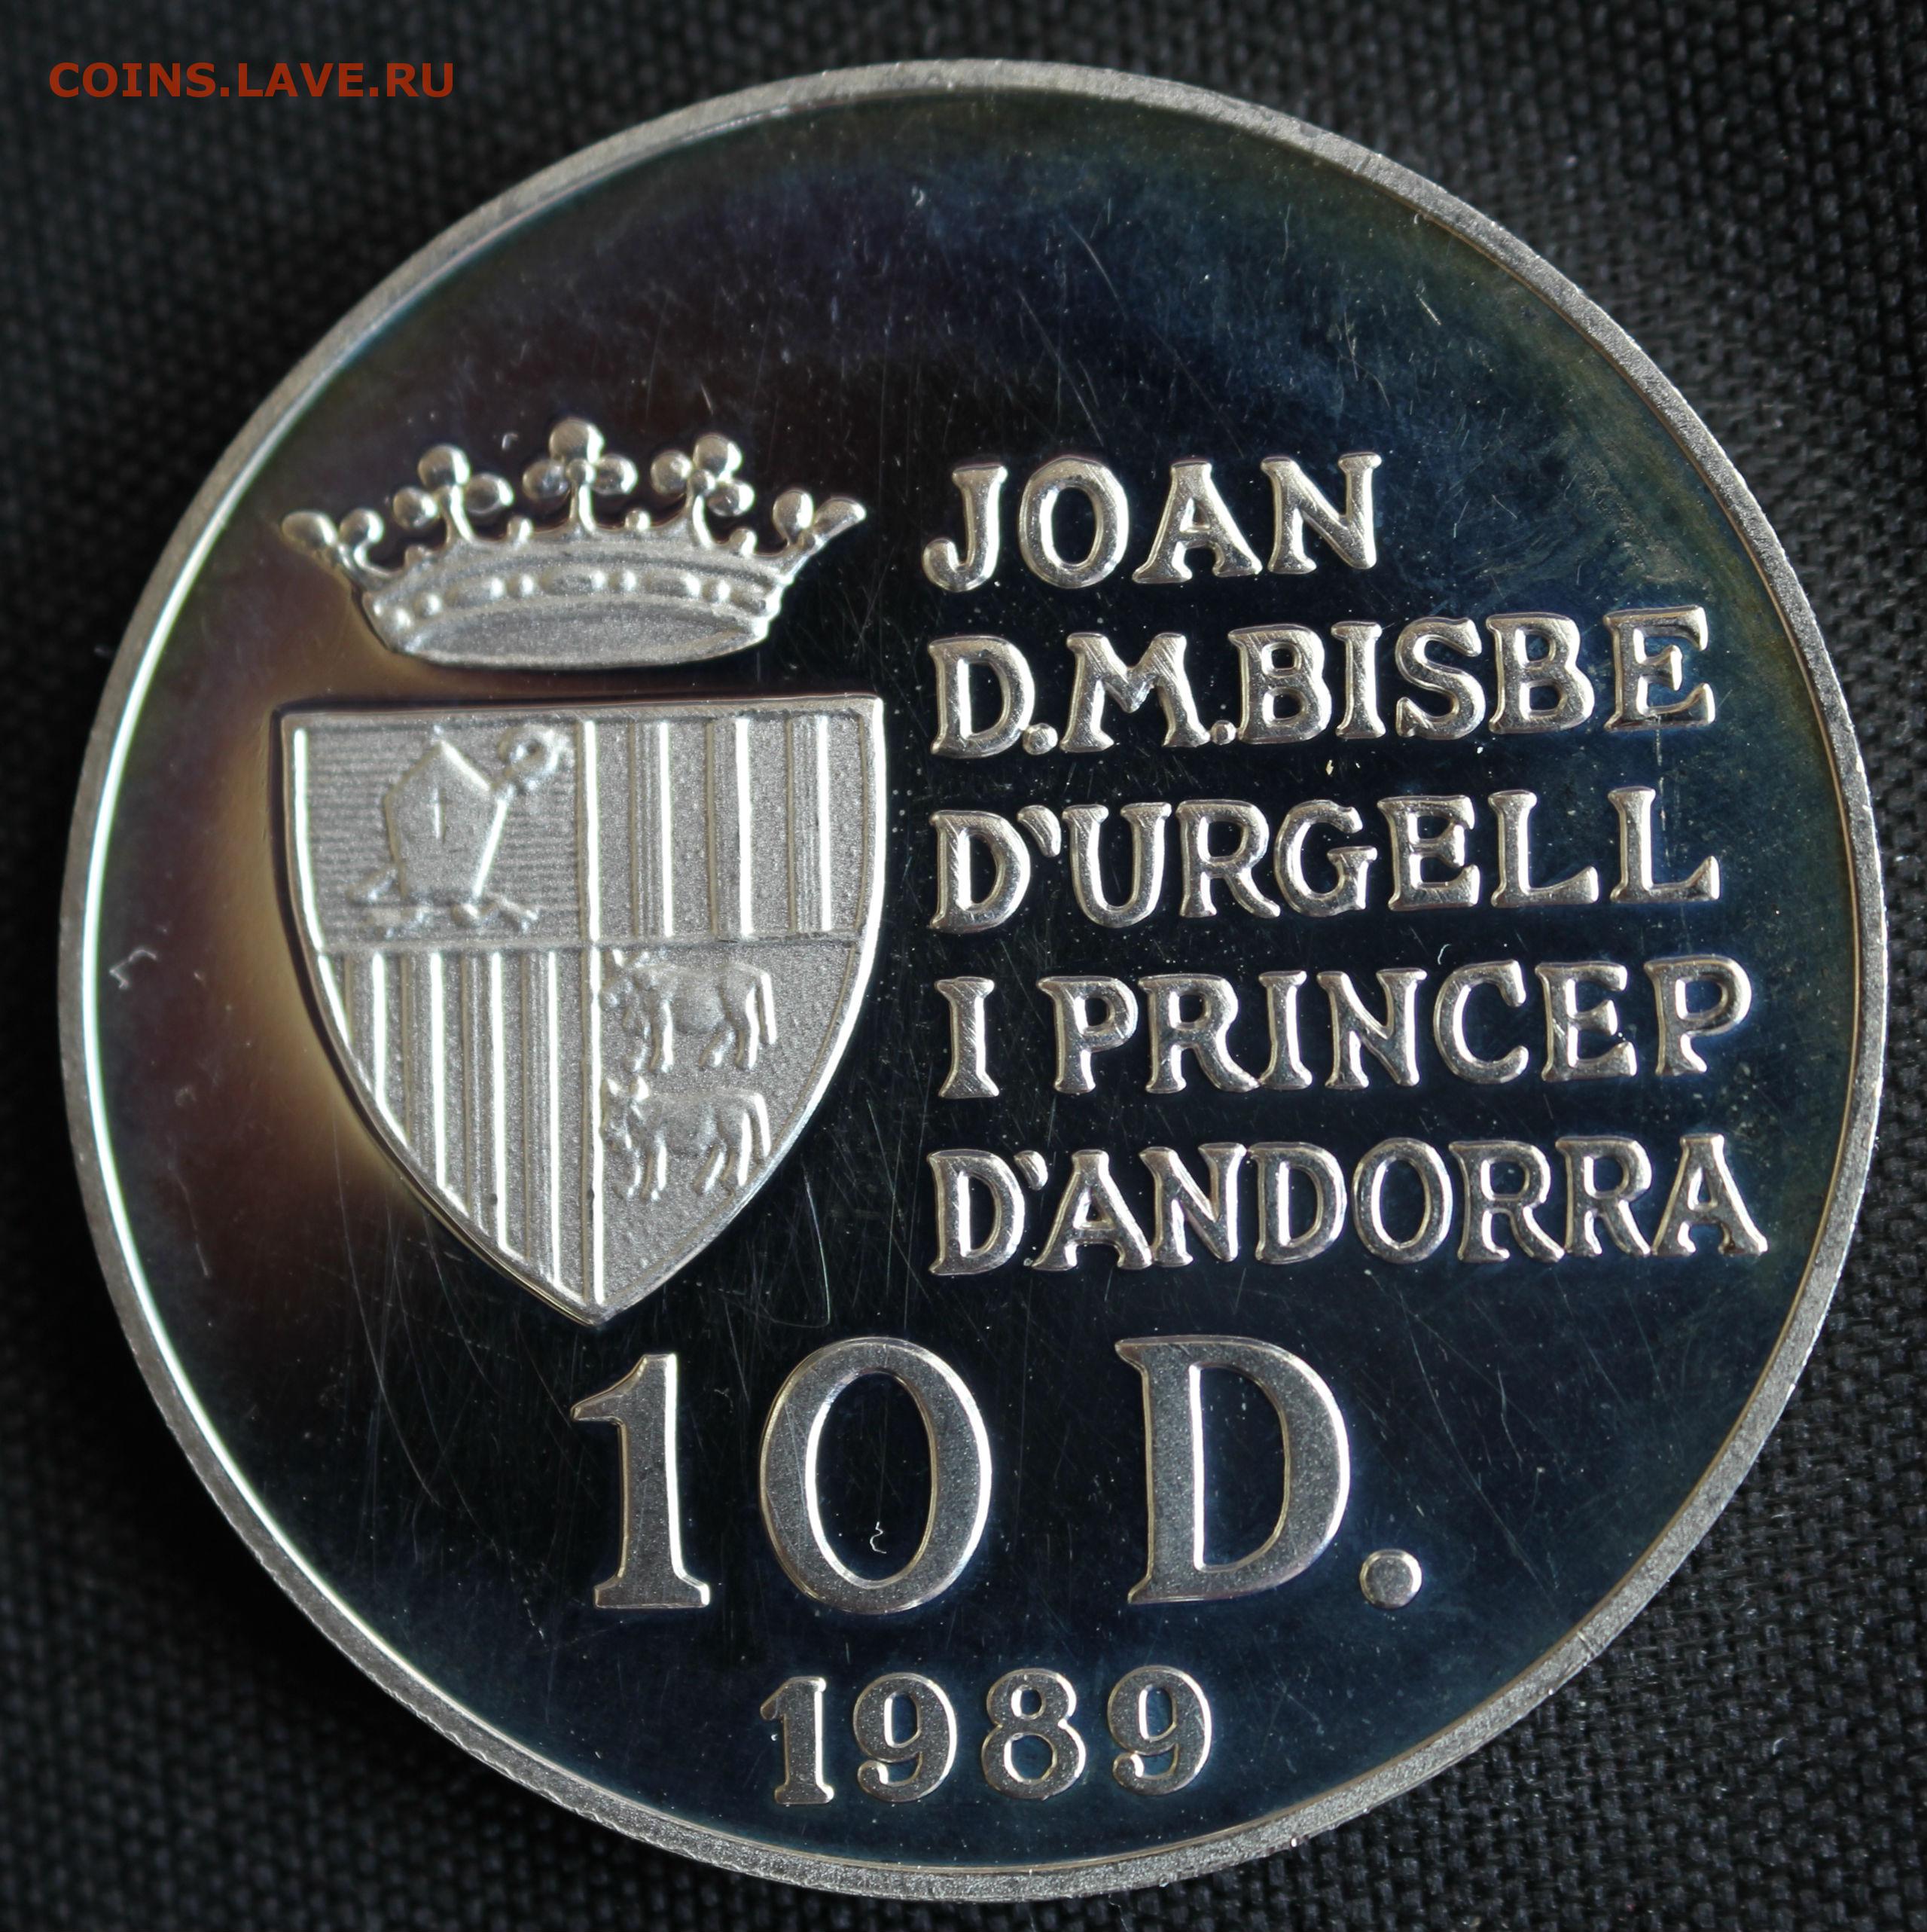 COINS.LAVE.RU
JOAN
D.M.BISBE
D'URGELL
I PRINCEP
D'ANDORRA
10 D.
1989